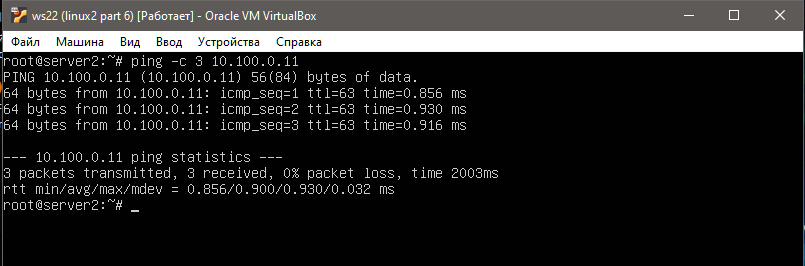 ws22 (linux2 part 6) [Работает] - Oracle VM VirtualBox
Файл Машина Вид Ввод Устройства Справка
root@server2:~# ping -c 3 10.100.0.11
PING 10.100.0.11 (10.100.0.11) 56(84) bytes of data.
64 bytes from 10.100.0.11: icmp_seq=1 ttl=63 time=0.856 ms
64 bytes from 10.100.0.11: icmp_seq=2 ttl=63 time=0.930 ms
64 bytes from 10.100.0.11: icmp_seq=3 ttl=63 time=0.916 ms
--- 10.100.0.11 ping statistics ---
3 packets transmitted, 3 received, 0% packet loss, time 2003ms
rtt min/avg/max/mdev = 0.856/0.900/0.930/0.032 ms
root@server2:~# _